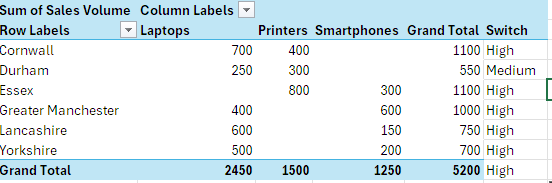 Sum of Sales Volume Column Labels
Row Labels Laptops Printers Smartphones Grand Total Switch
Cornwall 700 400 1100 High
Durham 250 300 550 Medium
Essex 800 300 1100 High
Greater Manchester 400 600 1000 High
Lancashire 600 150 750 High
Yorkshire 500 200 700 High
Grand Total 2450 1500 1250 5200 High